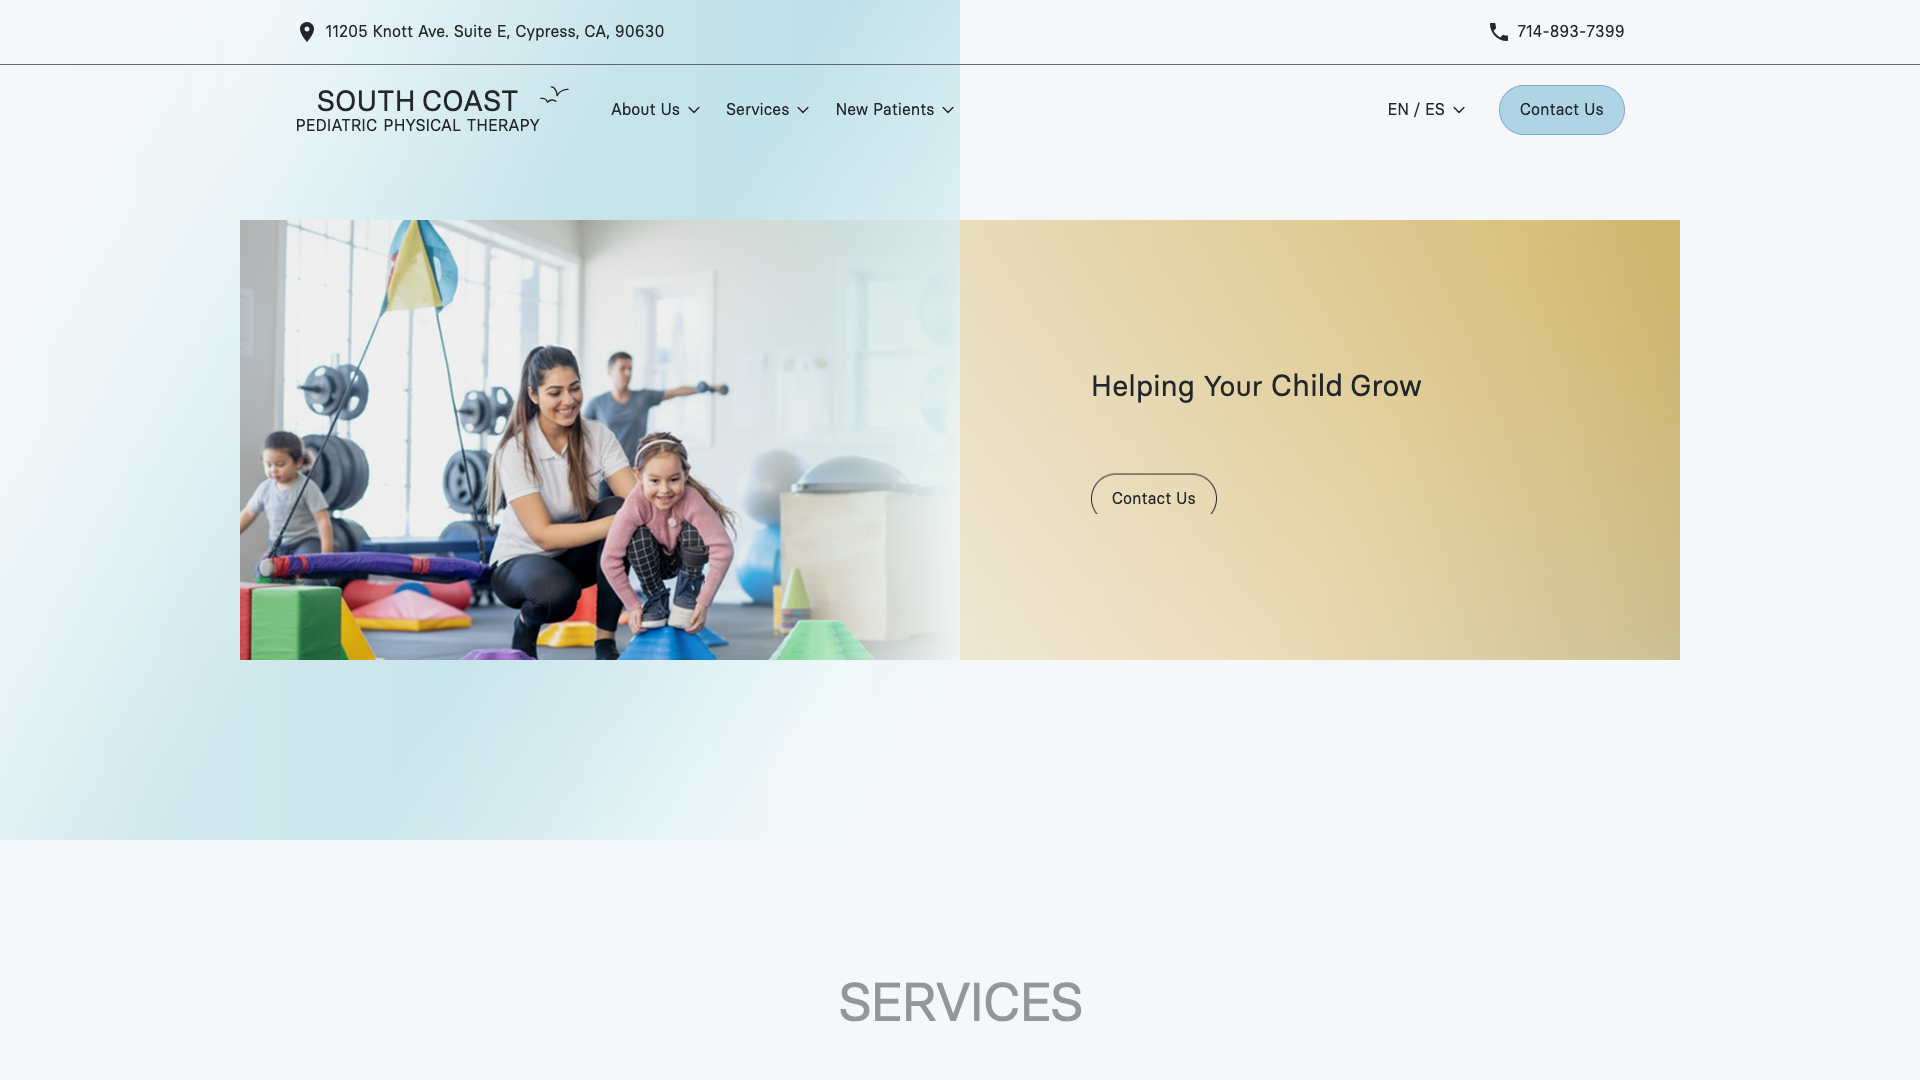 11205 Knott Ave. Suite E, Cypress, CA, 90630
714-893-7399
SOUTH COAST
PEDIATRIC PHYSICAL THERAPY
About Us
Services
New Patients
EN / ES
Contact Us
Helping Your Child Grow
Contact Us
SERVICES